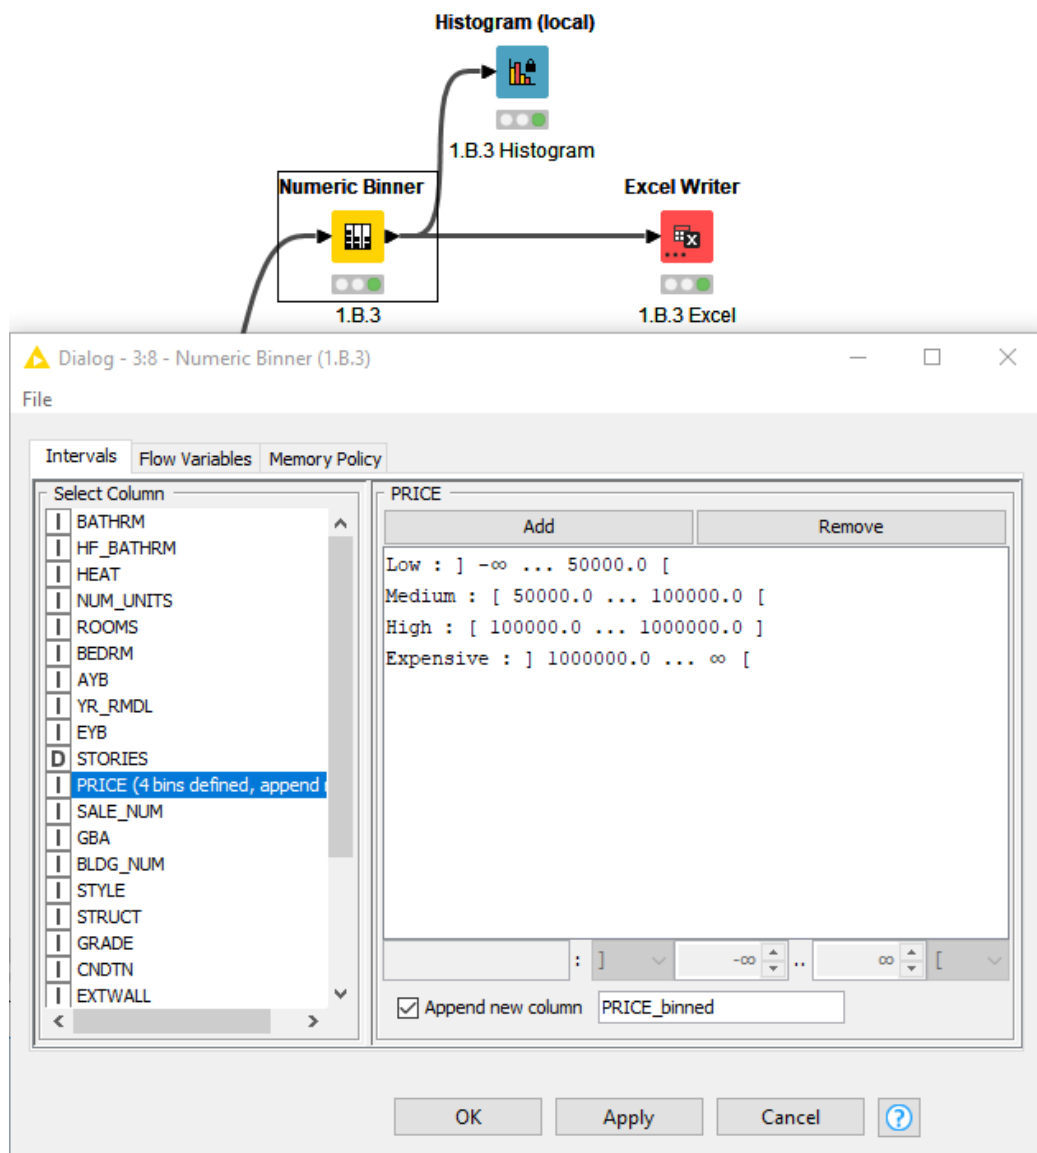 Histogram (local)
1.B.3 Histogram
Numeric Binner
Excel Writer
1.B.3
1.B.3 Excel
Dialog - 3:8 - Numeric Binner (1.B.3)
File
Intervals Flow Variables Memory Policy
Select Column
I BATHRM
I HF_BATHRM
I HEAT
I NUM_UNITS
I ROOMS
I BEDRM
I AYB
I YR_RMDL
I EYB
D STORIES
I PRICE (4 bins defined, append
I SALE_NUM
I GBA
I BLDG_NUM
I STYLE
I STRUCT
I GRADE
I CNDTN
I EXTWALL
PRICE
Add Remove
Low : ] -∞ ... 50000.0 [
Medium : [ 50000.0 ... 100000.0 [
High : [ 100000.0 ... 1000000.0 ]
Expensive : ] 1000000.0 ... ∞ [
: ] -∞ .. ∞ [
Append new column PRICE_binned
OK Apply Cancel ?